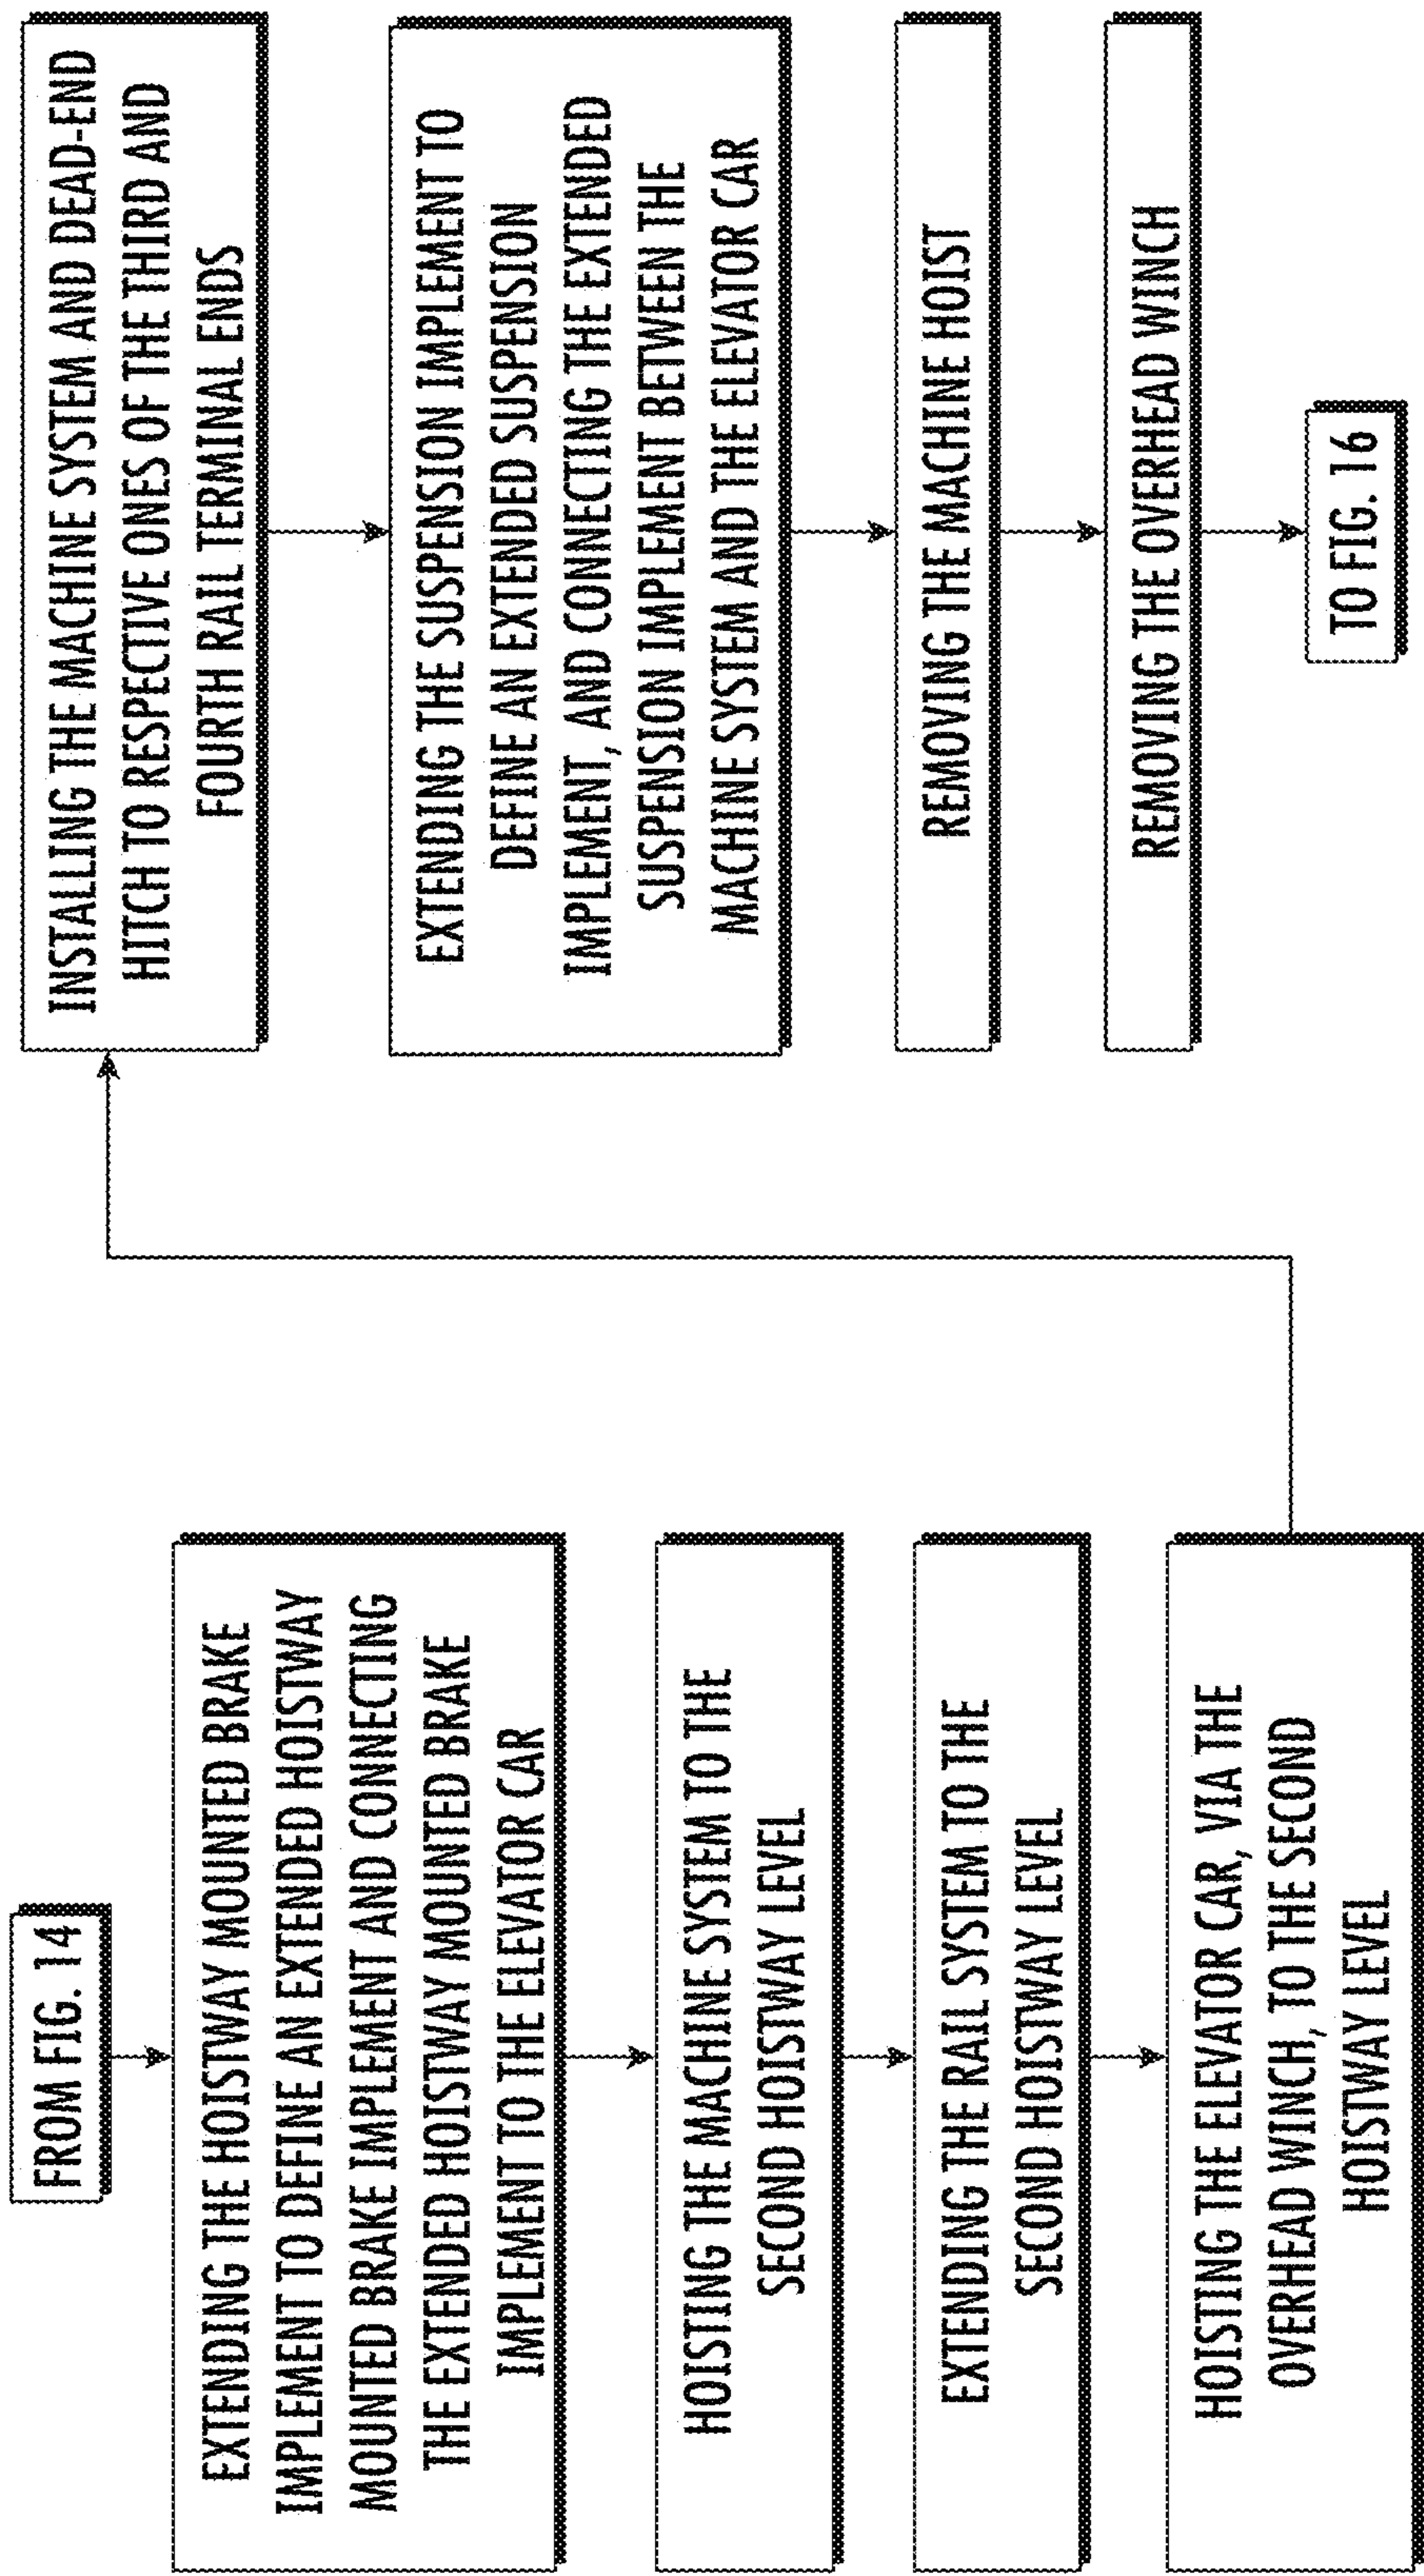 FROM FIG. 14
EXTENDING THE HOISTWAY MOUNTED BRAKE
IMPLEMENT TO DEFINE AN EXTENDED HOISTWAY
MOUNTED BRAKE IMPLEMENT AND CONNECTING
THE EXTENDED HOISTWAY MOUNTED BRAKE
IMPLEMENT TO THE ELEVATOR CAR
HOISTING THE MACHINE SYSTEM TO THE
SECOND HOISTWAY LEVEL
EXTENDING THE RAIL SYSTEM TO THE
SECOND HOISTWAY LEVEL
HOISTING THE ELEVATOR CAR, VIA THE
OVERHEAD WINCH, TO THE SECOND
HOISTWAY LEVEL
INSTALLING THE MACHINE SYSTEM AND DEAD-END
HITCH TO RESPECTIVE ONES OF THE THIRD AND
FOURTH RAIL TERMINAL ENDS
EXTENDING THE SUSPENSION IMPLEMENT TO
DEFINE AN EXTENDED SUSPENSION
IMPLEMENT, AND CONNECTING THE EXTENDED
SUSPENSION IMPLEMENT BETWEEN THE
MACHINE SYSTEM AND THE ELEVATOR CAR
REMOVING THE MACHINE HOIST
REMOVING THE OVERHEAD WINCH
TO FIG. 16